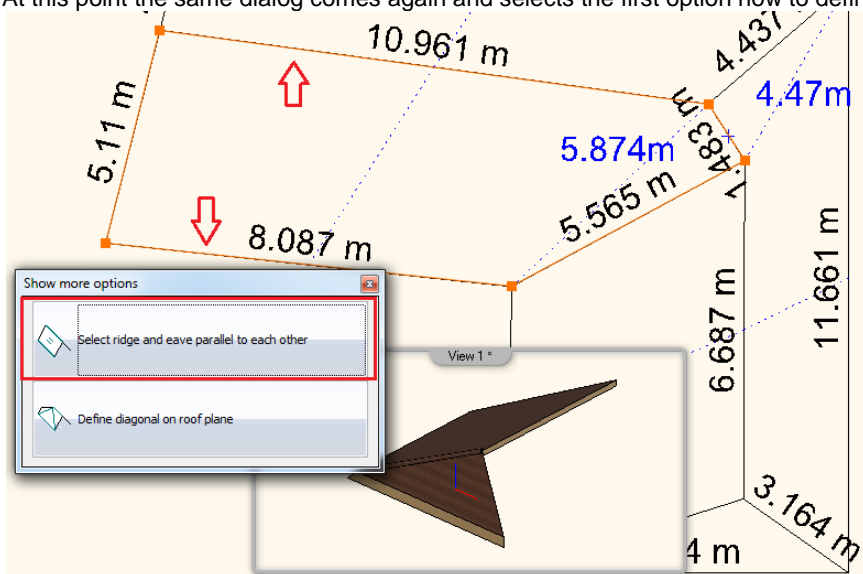 At this point the same dialog comes again and selects the first option how to defi
10.961 m
4.437
4.47m
5.11 m
1.483 m
5.874m
5.565 m
8.087 m
11.661 m
6.687 m
Show more options
Select ridge and eave parallel to each other
View 1 *
Define diagonal on roof plane
3.164 m
4 m